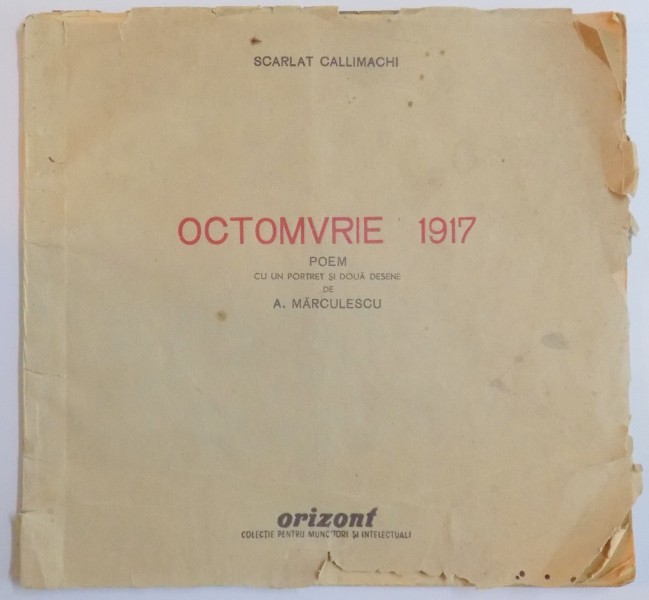 SCARLAT CALLIMACHI
OCTOMVRIE 1917
POEM
CU UN PORTRET ȘI DOUĂ DESENE
DE
A. MĂRCULESCU
orizont
COLECȚIE PENTRU MUNCITORI ȘI INTELECTUALI